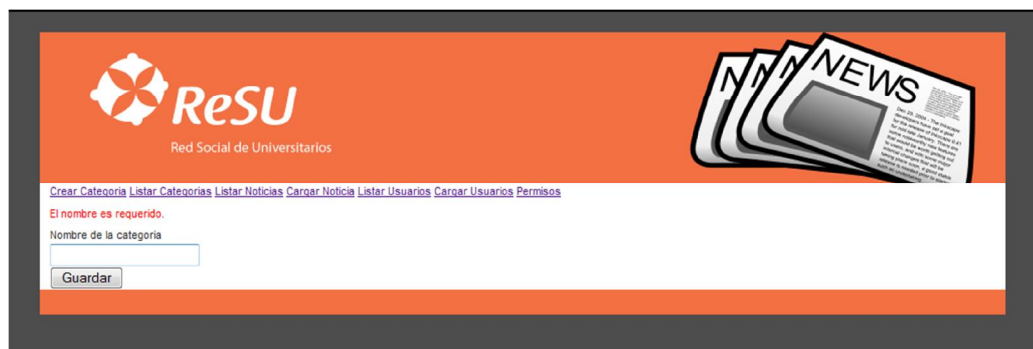 ReSU
Red Social de Universitarios
NEWS
Crear Categoria Listar Categorias Listar Noticias Cargar Noticia Listar Usuarios Cargar Usuarios Permisos
El nombre es requerido.
Nombre de la categoria
Guardar